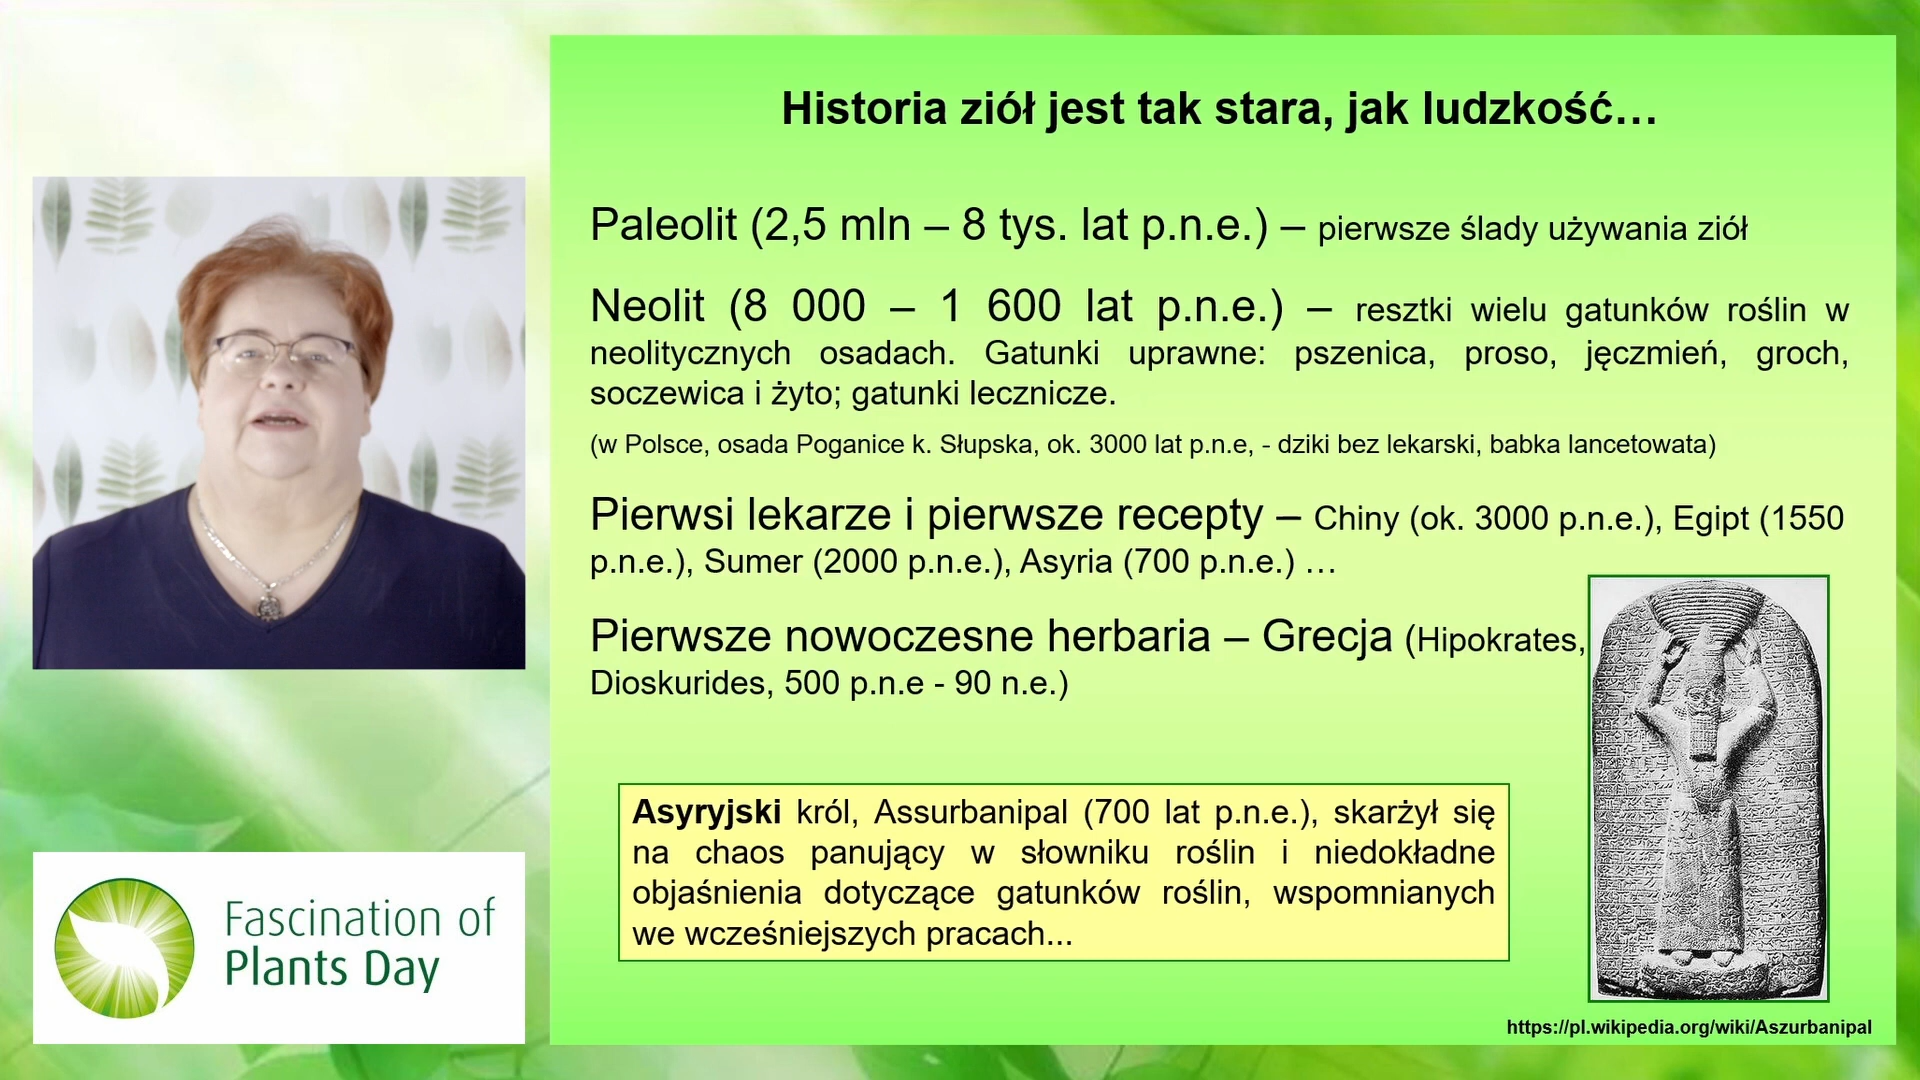 Historia ziół jest tak stara, jak ludzkość…
Paleolit (2,5 mln – 8 tys. lat p.n.e.) – pierwsze ślady używania ziół
Neolit (8 000 – 1 600 lat p.n.e.) – resztki wielu gatunków roślin w
neolitycznych osadach. Gatunki uprawne: pszenica, proso, jęczmień, groch,
soczewica i żyto; gatunki lecznicze.
(w Polsce, osada Poganice k. Słupska, ok. 3000 lat p.n.e, - dziki bez lekarski, babka lancetowata)
Pierwsi lekarze i pierwsze recepty – Chiny (ok. 3000 p.n.e.), Egipt (1550
p.n.e.), Sumer (2000 p.n.e.), Asyria (700 p.n.e.) …
Pierwsze nowoczesne herbaria – Grecja (Hipokrates,
Dioskurides, 500 p.n.e - 90 n.e.)
Asyryjski król, Assurbanipal (700 lat p.n.e.), skarżył się
na chaos panujący w słowniku roślin i niedokładne
objaśnienia dotyczące gatunków roślin, wspomnianych
we wcześniejszych pracach...
https://pl.wikipedia.org/wiki/Aszurbanipal
Fascination of
Plants Day